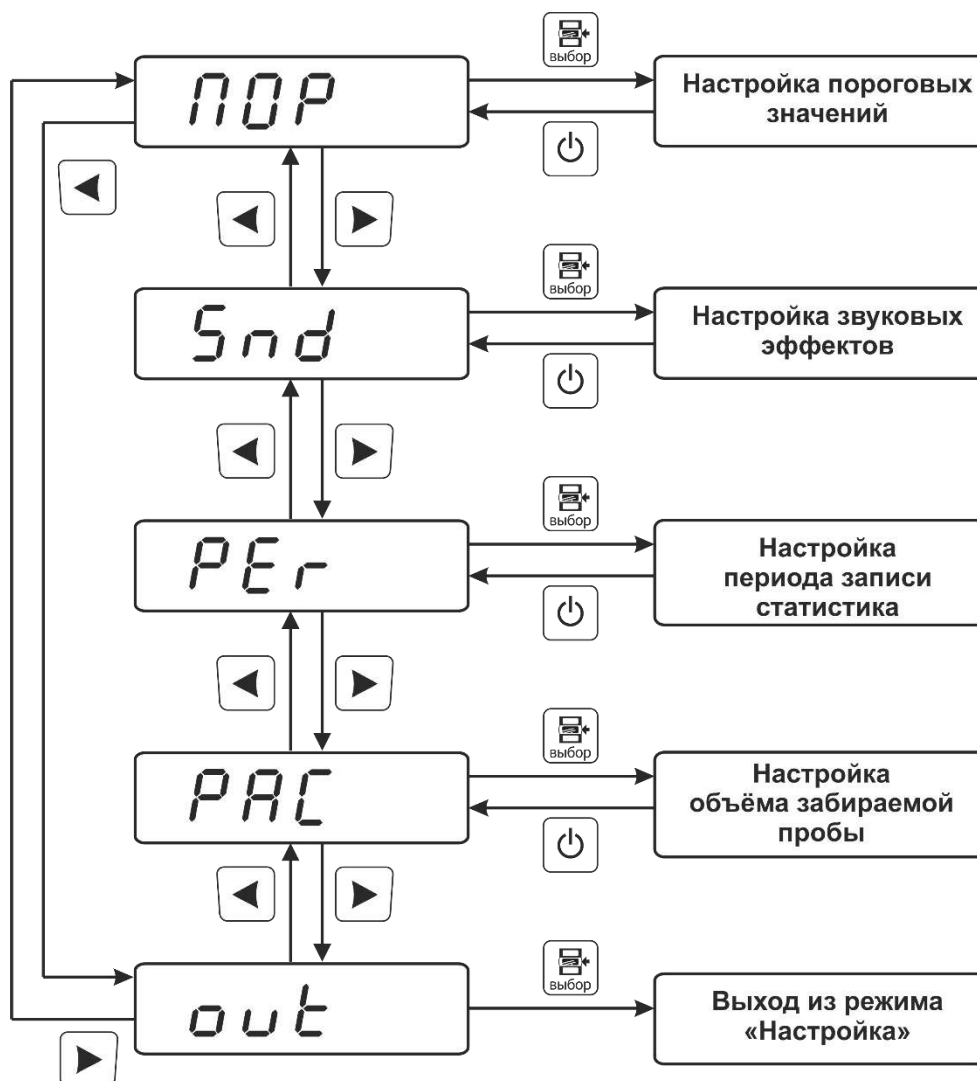 выбор
ПОР
Настройка пороговых
значений
выбор
Snd
Настройка звуковых
эффектов
выбор
PEr
Настройка
периода записи
статистика
выбор
PAC
Настройка
объёма забираемой
пробы
выбор
out
Выход из режима
«Настройка»